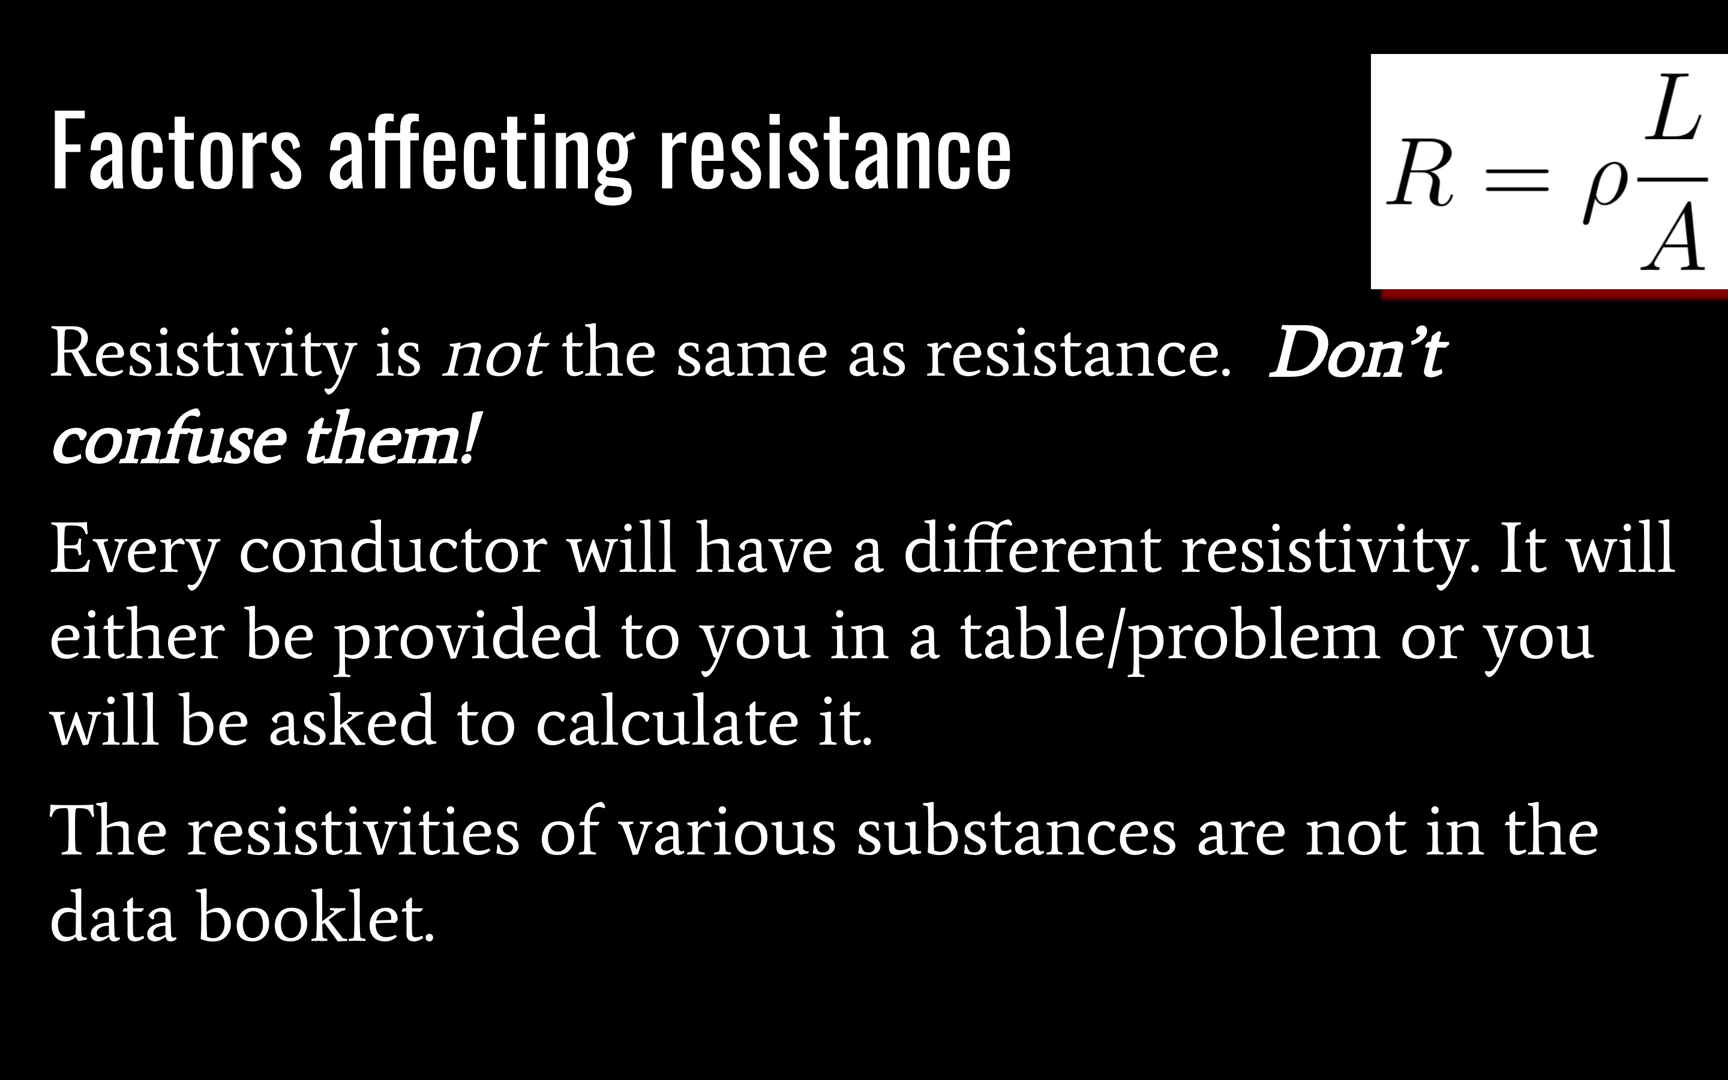 Factors affecting resistance
R = ρ L/A
Resistivity is not the same as resistance.  Don’t
confuse them!
Every conductor will have a different resistivity. It will
either be provided to you in a table/problem or you
will be asked to calculate it.
The resistivities of various substances are not in the
data booklet.